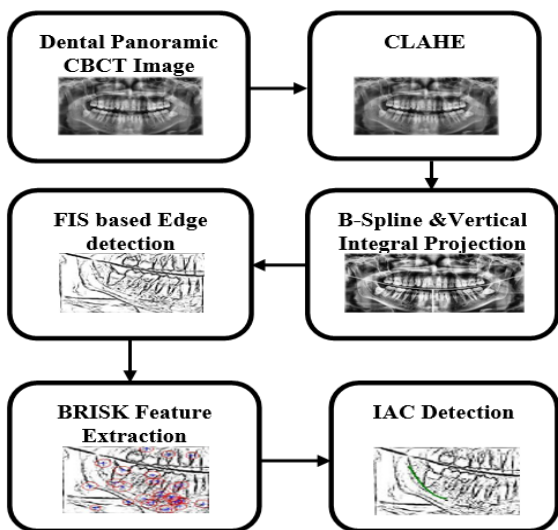 Dental Panoramic
CBCT Image
CLAHE
B-Spline &Vertical
Integral Projection
FIS based Edge
detection
BRISK Feature
Extraction
IAC Detection